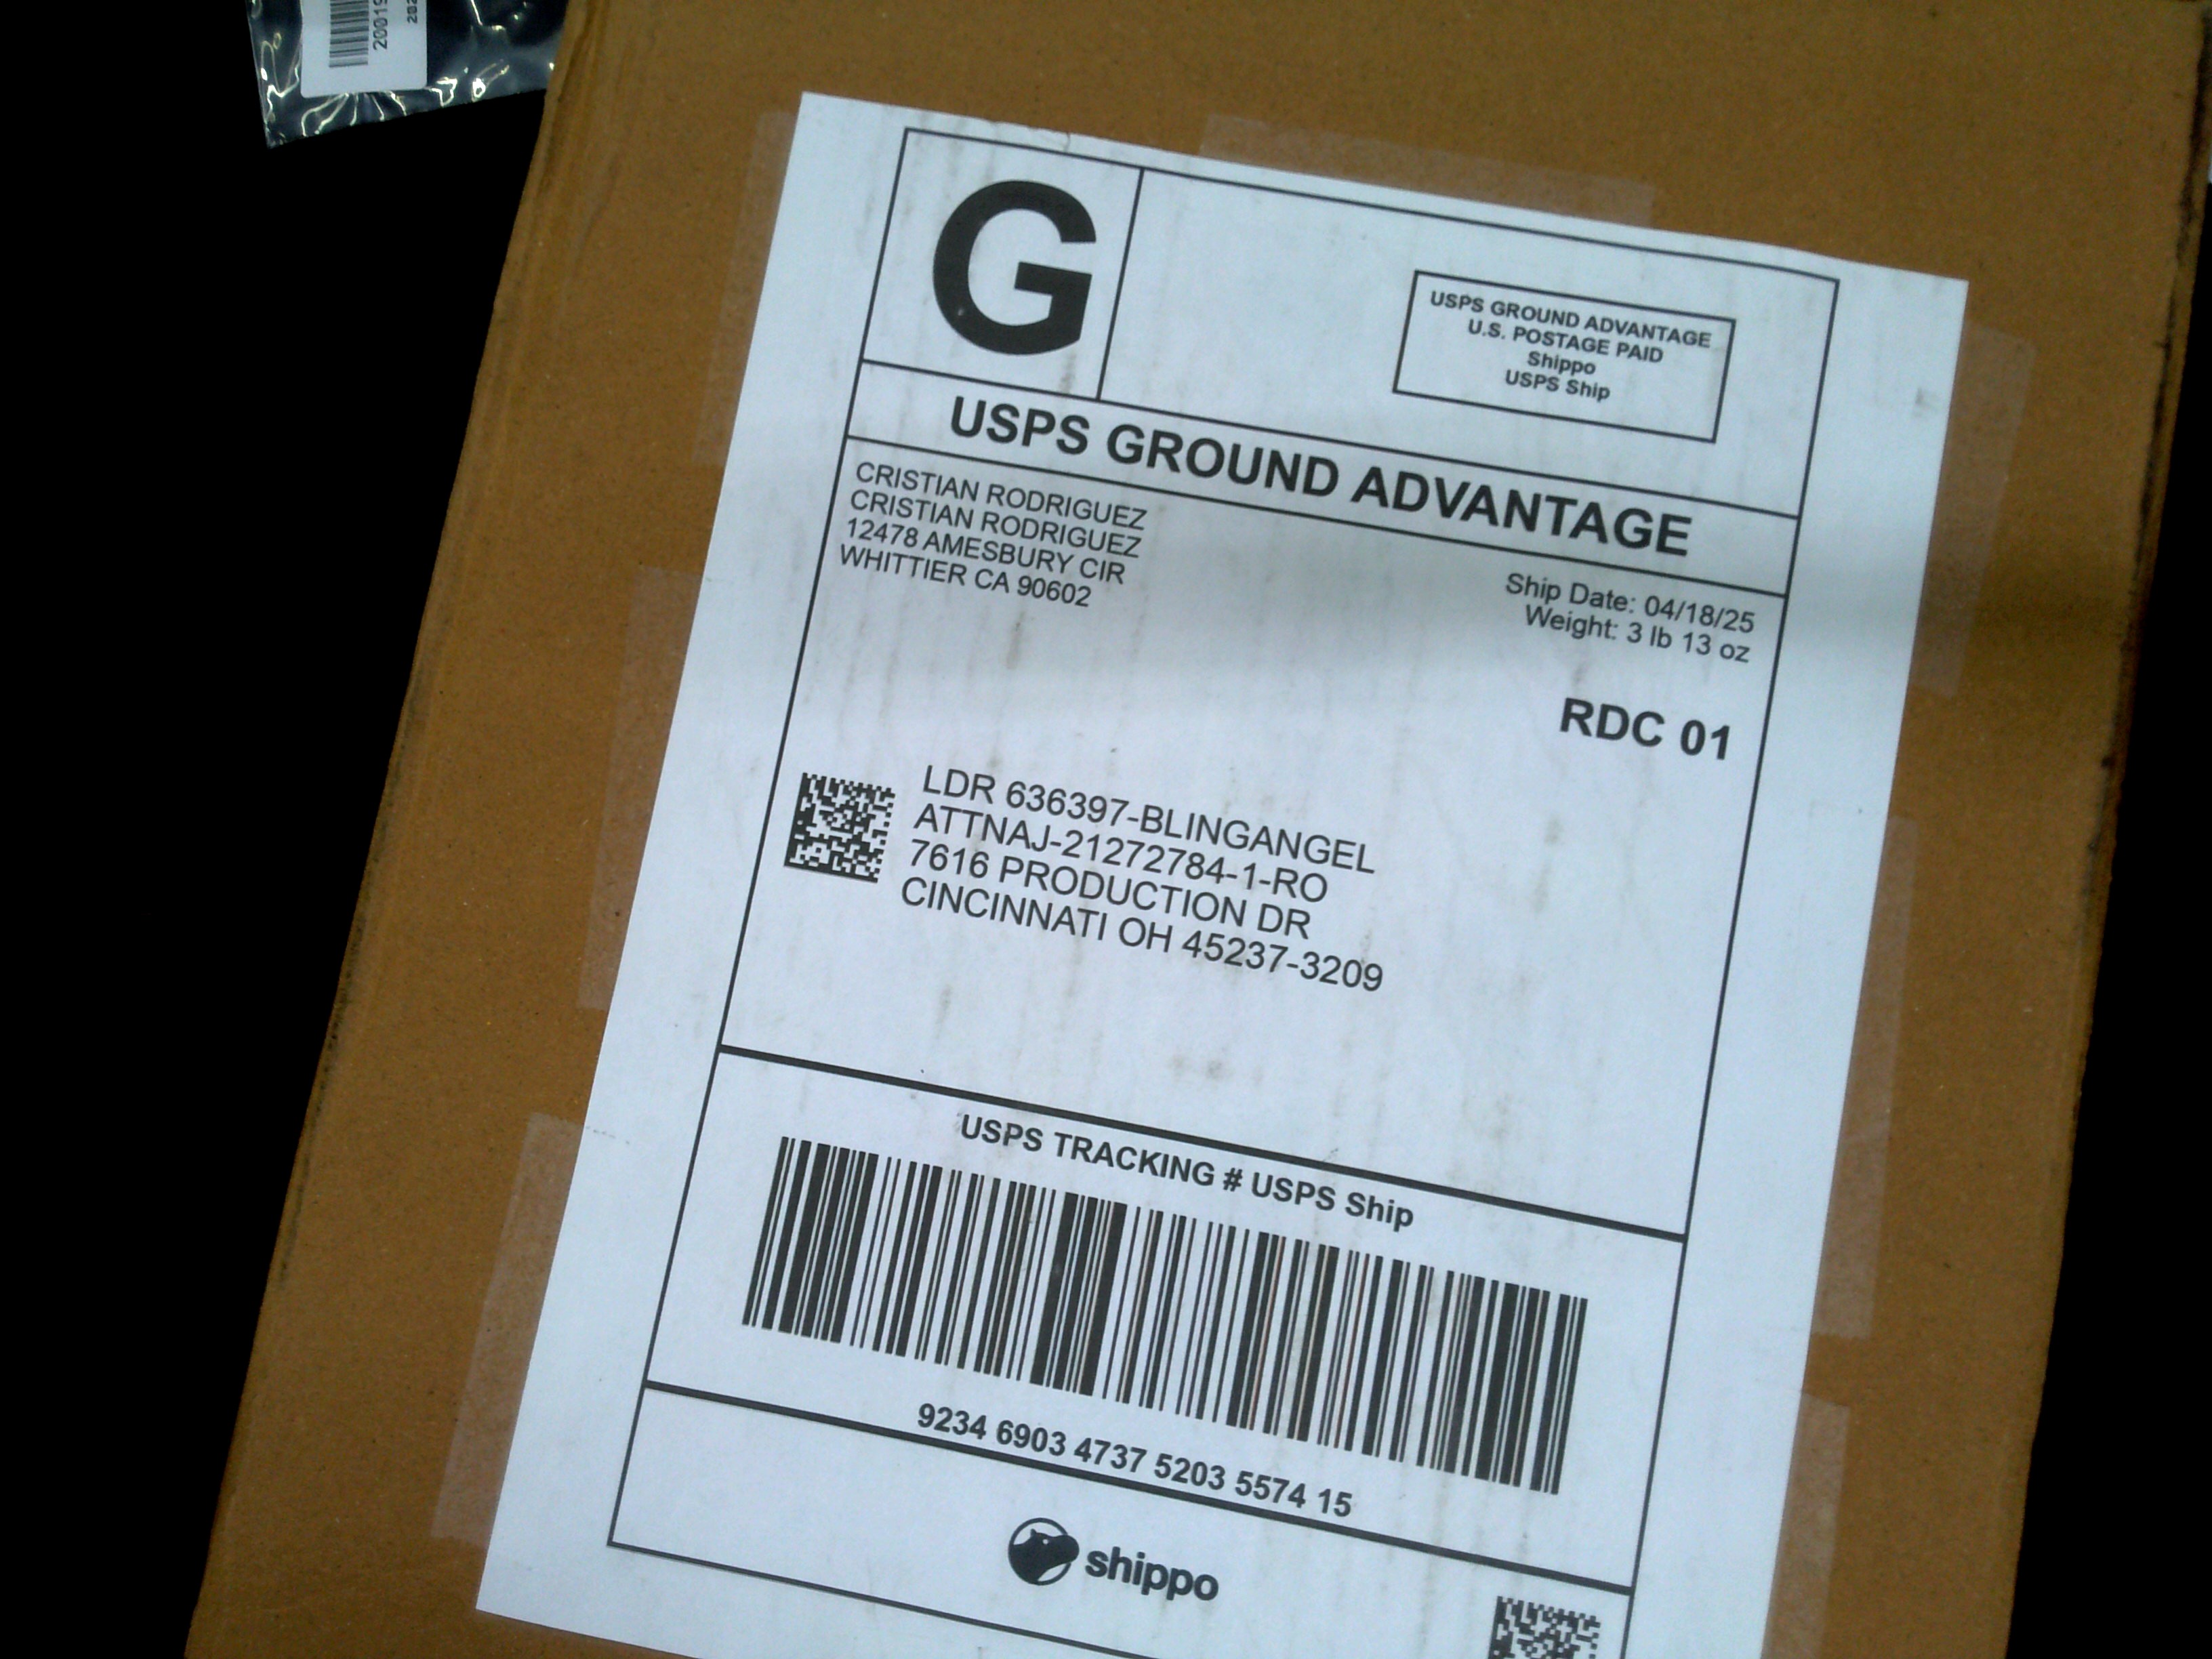 20019
282
G
USPS GROUND ADVANTAGE
U.S. POSTAGE PAID
Shippo
USPS Ship
USPS GROUND ADVANTAGE
CRISTIAN RODRIGUEZ
CRISTIAN RODRIGUEZ
12478 AMESBURY CIR
WHITTIER CA 90602
Ship Date: 04/18/25
Weight: 3 lb 13 oz
RDC 01
LDR 636397-BLINGANGEL
ATTNAJ-21272784-1-RO
7616 PRODUCTION DR
CINCINNATI OH 45237-3209
USPS TRACKING # USPS Ship
9234 6903 4737 5203 5574 15
shippo